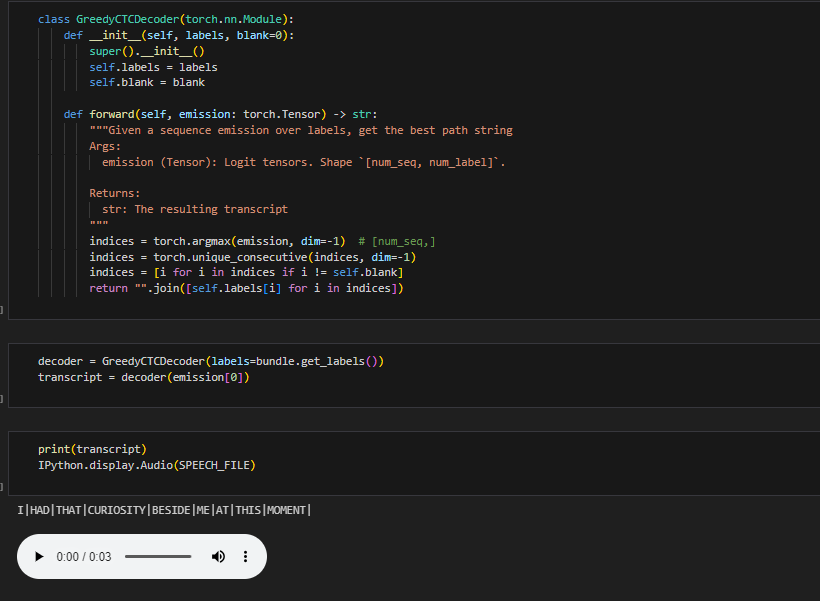 class GreedyCTCDecoder(torch.nn.Module):
    def __init__(self, labels, blank=0):
        super().__init__()
        self.labels = labels
        self.blank = blank

    def forward(self, emission: torch.Tensor) -> str:
        """Given a sequence emission over labels, get the best path string
        Args:
          emission (Tensor): Logit tensors. Shape `[num_seq, num_label]`.

        Returns:
          str: The resulting transcript
        """
        indices = torch.argmax(emission, dim=-1)  # [num_seq,]
        indices = torch.unique_consecutive(indices, dim=-1)
        indices = [i for i in indices if i != self.blank]
        return "".join([self.labels[i] for i in indices])
]
decoder = GreedyCTCDecoder(labels=bundle.get_labels())
transcript = decoder(emission[0])
]
print(transcript)
IPython.display.Audio(SPEECH_FILE)
]
I|HAD|THAT|CURIOSITY|BESIDE|ME|AT|THIS|MOMENT|
0:00 / 0:03